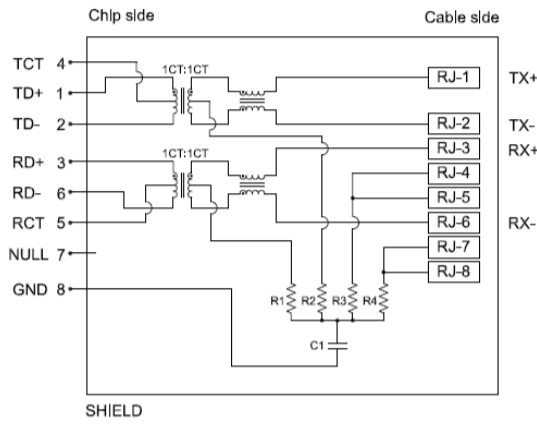 Chip side Cable side
TCT 4
1CT:1CT
RJ-1 TX+
TD+ 1
TD- 2
RJ-2 TX-
RJ-3 RX+
1CT:1CT
RD+ 3
RJ-4
RD- 6
RJ-5
RCT 5
RJ-6 RX-
RJ-7
NULL 7
RJ-8
GND 8
R1 R2 R3 R4
C1
SHIELD